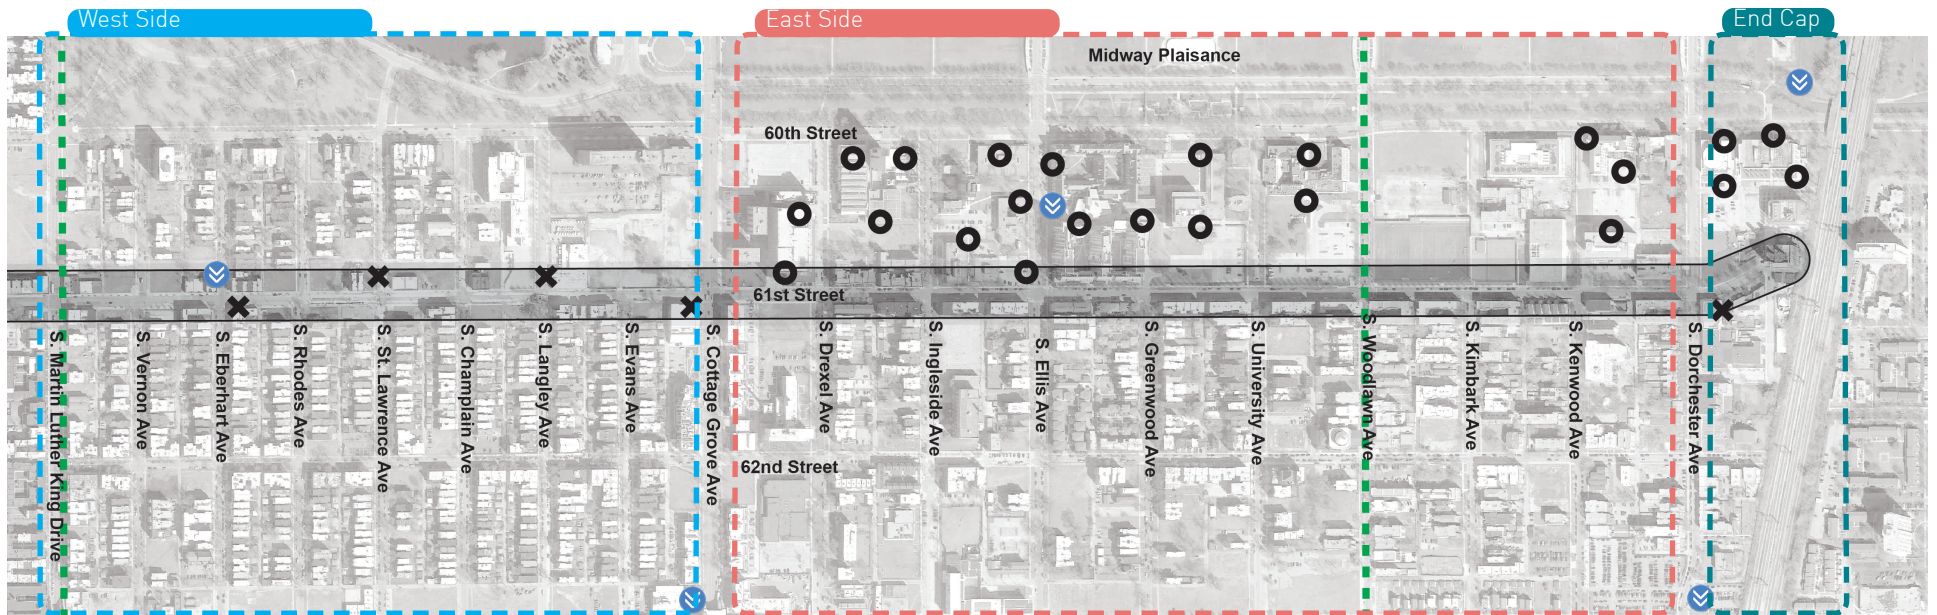 West Side
East Side
End Cap
Midway Plaisance
60th Street
61st Street
S. Martin Luther King Drive
S. Vernon Ave
S. Eberhart Ave
S. Rhodes Ave
S. St. Lawrence Ave
S. Champlain Ave
S. Langley Ave
S. Evans Ave
S. Cottage Grove Ave
S. Drexel Ave
S. Ingleside Ave
S. Ellis Ave
S. Greenwood Ave
S. University Ave
S. Woodlawn Ave
S. Kimbark Ave
S. Kenwood Ave
S. Dorchester Ave
62nd Street